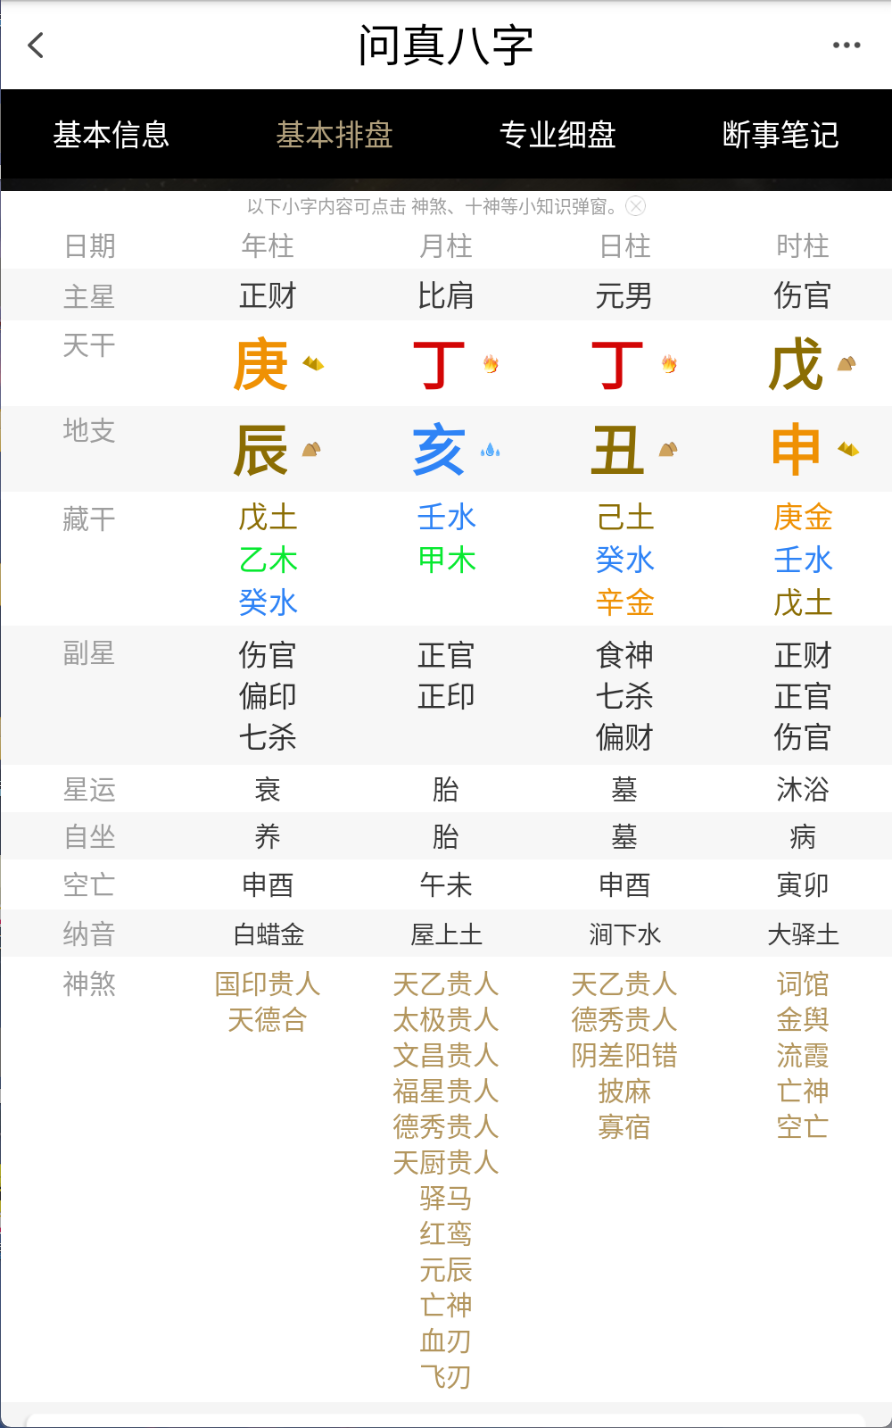 问真八字
基本信息 基本排盘 专业细盘 断事笔记
以下小字内容可点击 神煞、十神等小知识弹窗。
日期 年柱 月柱 日柱 时柱
主星 正财 比肩 元男 伤官
天干 庚 丁 丁 戊
地支 辰 亥 丑 申
藏干 戊土 壬水 己土 庚金
乙木 甲木 癸水 壬水
癸水 辛金 戊土
副星 伤官 正官 食神 正财
偏印 正印 七杀 正官
七杀 偏财 伤官
星运 衰 胎 墓 沐浴
自坐 养 胎 墓 病
空亡 申酉 午未 申酉 寅卯
纳音 白蜡金 屋上土 涧下水 大驿土
神煞 国印贵人 天乙贵人 天乙贵人 词馆
天德合 太极贵人 德秀贵人 金舆
文昌贵人 阴差阳错 流霞
福星贵人 披麻 亡神
德秀贵人 寡宿 空亡
天厨贵人
驿马
红鸾
元辰
亡神
血刃
飞刃